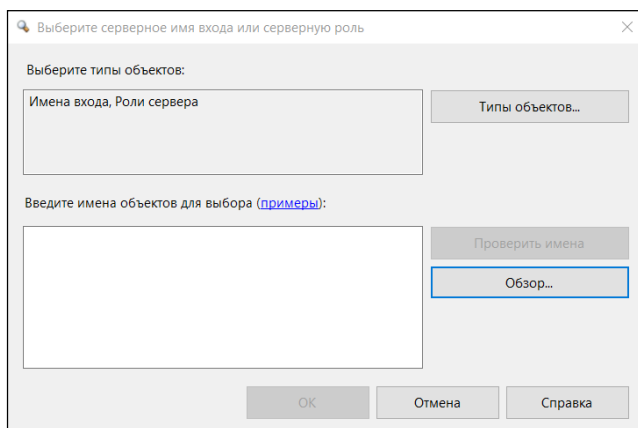 Выберите серверное имя входа или серверную роль
Выберите типы объектов:
Имена входа, Роли сервера
Типы объектов...
Введите имена объектов для выбора (примеры):
Проверить имена
Обзор...
ОК
Отмена
Справка